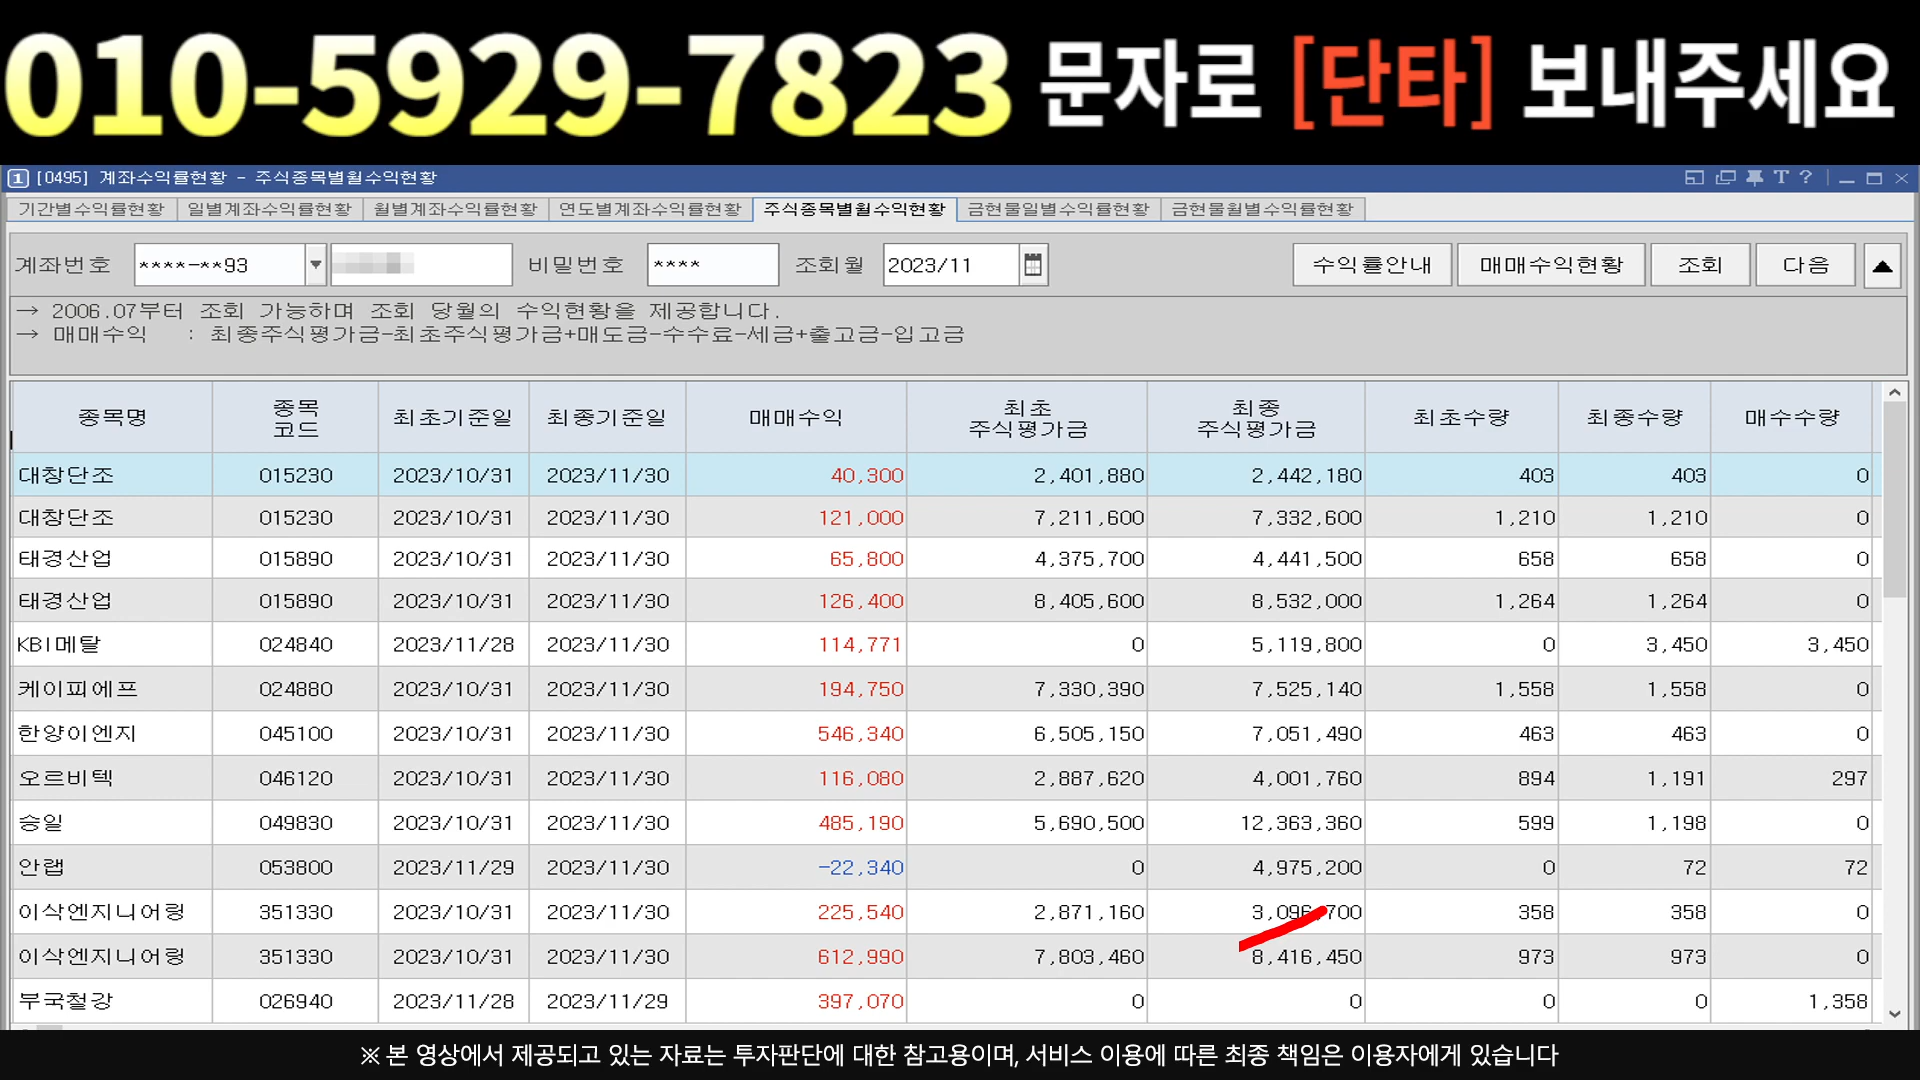 010-5929-7823 문자로 [단타] 보내주세요
1 [0495] 계좌수익률현황 - 주식종목별월수익현황
기간별수익률현황 일별계좌수익률현황 월별계좌수익률현황 연도별계좌수익률현황 주식종목별월수익현황 금현물일별수익률현황 금현물월별수익률현황
계좌번호 ****-**93 비밀번호 **** 조회월 2023/11 수익률안내 매매수익현황 조회 다음
→ 2006.07부터 조회 가능하며 조회 당월의 수익현황을 제공합니다.
→ 매매수익 : 최종주식평가금-최초주식평가금+매도금-수수료-세금+출고금-입고금
종목명 종목코드 최초기준일 최종기준일 매매수익 최초주식평가금 최종주식평가금 최초수량 최종수량 매수수량
대창단조 015230 2023/10/31 2023/11/30 40,300 2,401,880 2,442,180 403 403 0
대창단조 015230 2023/10/31 2023/11/30 121,000 7,211,600 7,332,600 1,210 1,210 0
태경산업 015890 2023/10/31 2023/11/30 65,800 4,375,700 4,441,500 658 658 0
태경산업 015890 2023/10/31 2023/11/30 126,400 8,405,600 8,532,000 1,264 1,264 0
KBI메탈 024840 2023/11/28 2023/11/30 114,771 0 5,119,800 0 3,450 3,450
케이피에프 024880 2023/10/31 2023/11/30 194,750 7,330,390 7,525,140 1,558 1,558 0
한양이엔지 045100 2023/10/31 2023/11/30 546,340 6,505,150 7,051,490 463 463 0
오르비텍 046120 2023/10/31 2023/11/30 116,080 2,887,620 4,001,760 894 1,191 297
승일 049830 2023/10/31 2023/11/30 485,190 5,690,500 12,363,360 599 1,198 0
안랩 053800 2023/11/29 2023/11/30 -22,340 0 4,975,200 0 72 72
이삭엔지니어링 351330 2023/10/31 2023/11/30 225,540 2,871,160 3,096,700 358 358 0
이삭엔지니어링 351330 2023/10/31 2023/11/30 612,990 7,803,460 8,416,450 973 973 0
부국철강 026940 2023/11/28 2023/11/29 397,070 0 0 0 0 1,358
※ 본 영상에서 제공되고 있는 자료는 투자판단에 대한 참고용이며, 서비스 이용에 따른 최종 책임은 이용자에게 있습니다